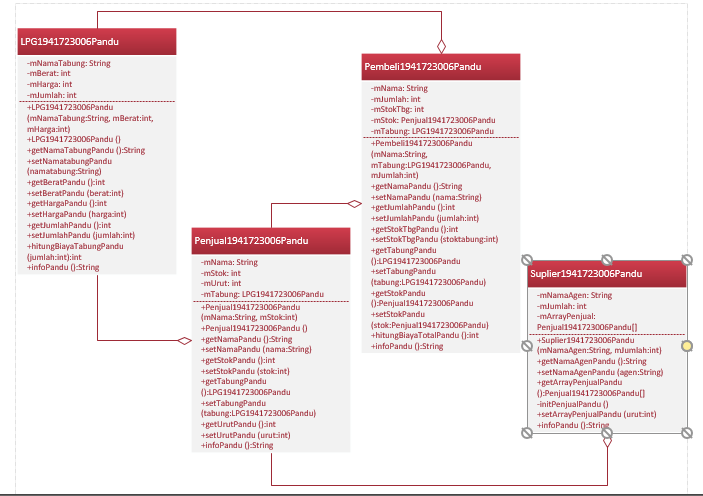 LPG1941723006Pandu
-mNamaTabung: String
-mBerat: int
-mHarga: int
-mJumlah: int
+LPG1941723006Pandu
(mNamaTabung:String, mBerat:int,
mHarga:int)
+LPG1941723006Pandu ()
+getNamaTabungPandu ():String
+setNamatabungPandu
(namatabung:String)
+getBeratPandu ():int
+setBeratPandu (berat:int)
+getHargaPandu ():int
+setHargaPandu (harga:int)
+getJumlahPandu ():int
+setJumlahPandu (jumlah:int)
+hitungBiayaTabungPandu
(jumlah:int):int
+infoPandu ():String
Pembeli1941723006Pandu
-mNama: String
-mJumlah: int
-mStokTbg: int
-mStok: Penjual1941723006Pandu
-mTabung: LPG1941723006Pandu
+Pembeli1941723006Pandu
(mNama:String,
mTabung:LPG1941723006Pandu,
mJumlah:int)
+getNamaPandu ():String
+setNamaPandu (nama:String)
+getJumlahPandu ():int
+setJumlahPandu (jumlah:int)
+getStokTbgPandu ():int
+setStokTbgPandu (stoktabung:int)
+getTabungPandu
():LPG1941723006Pandu
+setTabungPandu
(tabung:LPG1941723006Pandu)
+getStokPandu
():Penjual1941723006Pandu
+setStokPandu
(stok:Penjual1941723006Pandu)
+hitungBiayaTotalPandu ():int
+infoPandu ():String
Penjual1941723006Pandu
-mNama: String
-mStok: int
-mUrut: int
-mTabung: LPG1941723006Pandu
+Penjual1941723006Pandu
(mNama:String, mStok:int)
+Penjual1941723006Pandu ()
+getNamaPandu ():String
+setNamaPandu (nama:String)
+getStokPandu ():int
+setStokPandu (stok:int)
+getTabungPandu
():LPG1941723006Pandu
+setTabungPandu
(tabung:LPG1941723006Pandu)
+getUrutPandu ():int
+setUrutPandu (urut:int)
+infoPandu ():String
Suplier1941723006Pandu
-mNamaAgen: String
-mJumlah: int
-mArrayPenjual:
Penjual1941723006Pandu[]
+Suplier1941723006Pandu
(mNamaAgen:String, mJumlah:int)
+getNamaAgenPandu ():String
+setNamaAgenPandu (agen:String)
+getArrayPenjualPandu
():Penjual1941723006Pandu[]
-initPenjualPandu ()
+setArrayPenjualPandu (urut:int)
+infoPandu ():String